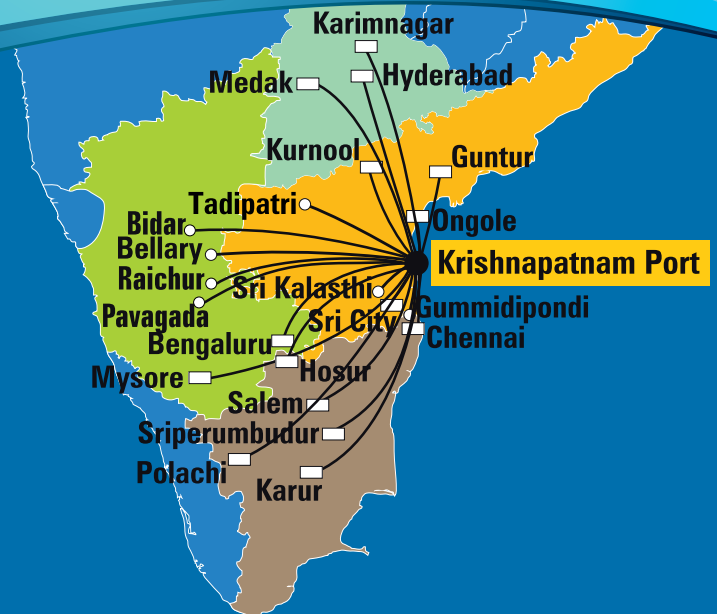 Karimnagar
Medak
Hyderabad
Kurnool
Guntur
Tadipatri
Ongole
Bidar
Bellary
Krishnapatnam Port
Raichur
Sri Kalasthi
Pavagada
Gummidipondi
Sri City
Chennai
Bengaluru
Mysore
Hosur
Salem
Sriperumbudur
Polachi
Karur